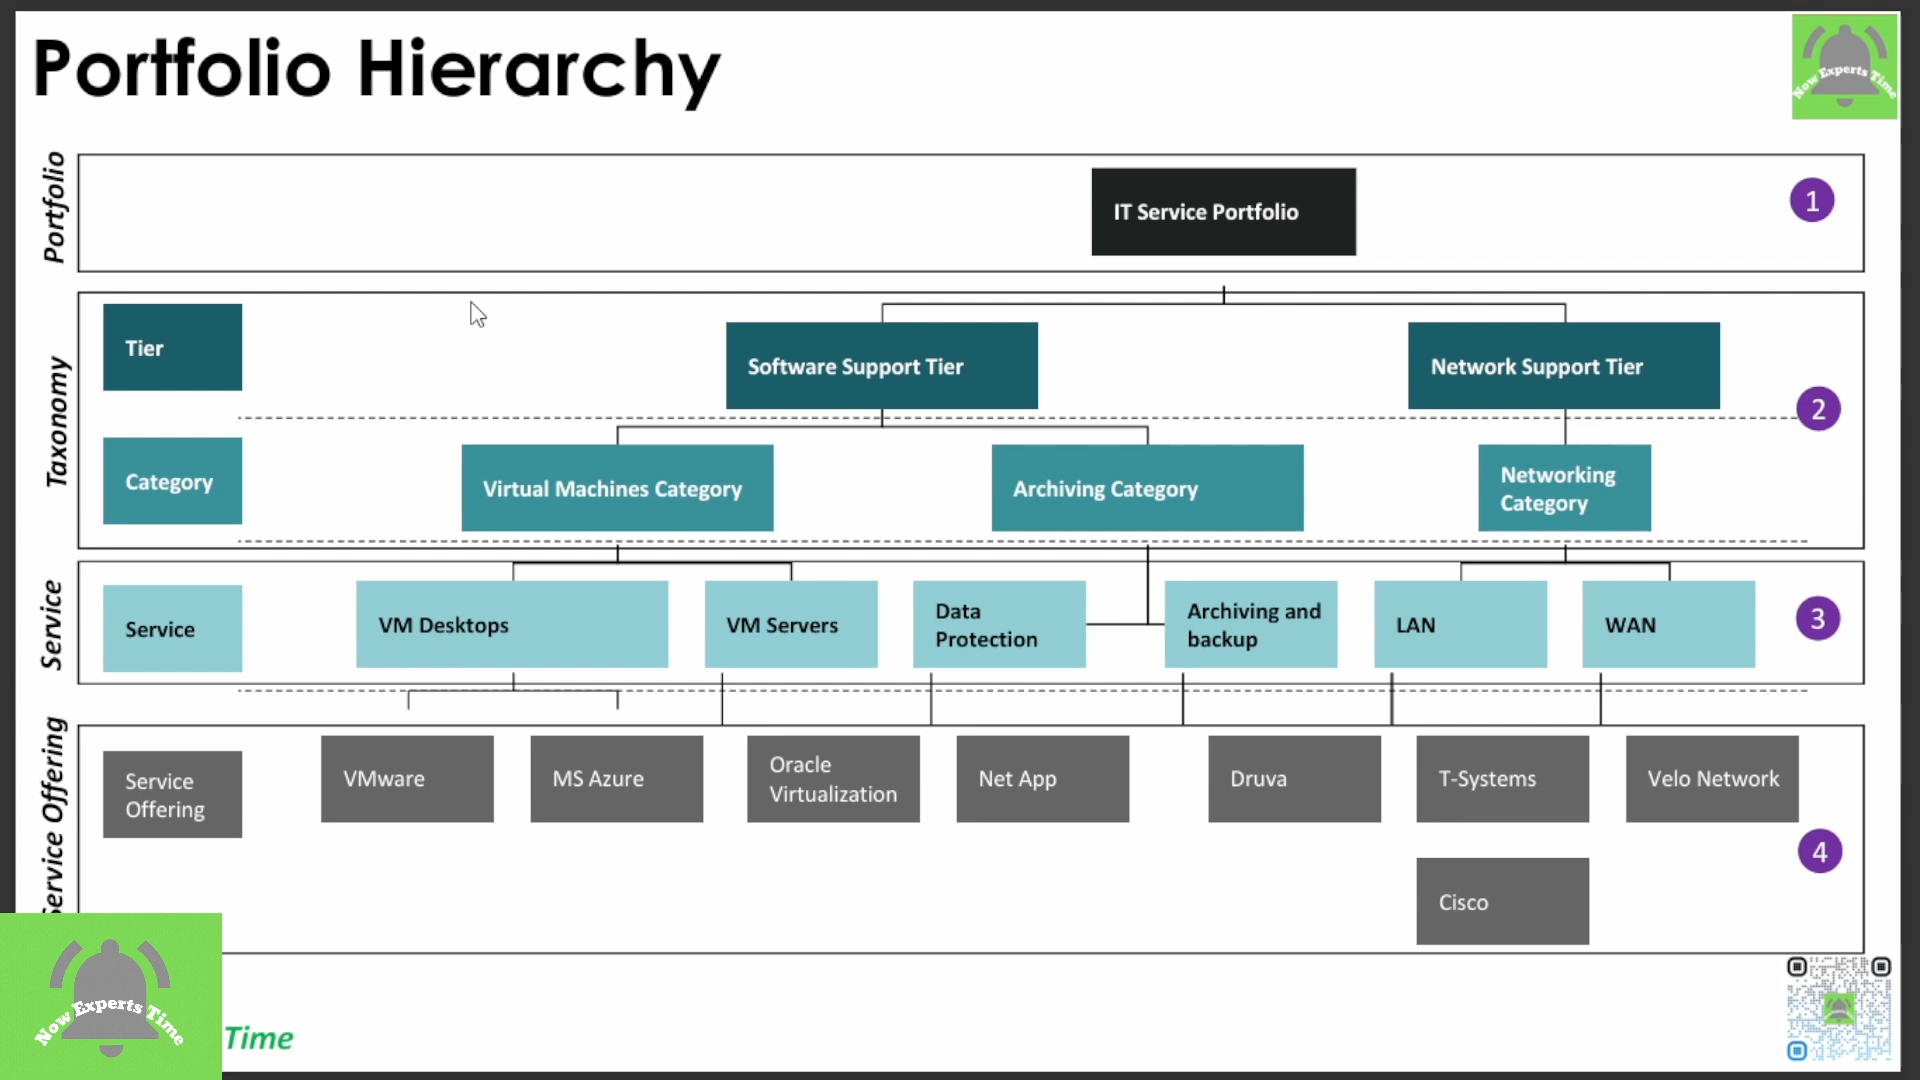 Portfolio Hierarchy
Now Experts Time
Portfolio
IT Service Portfolio
1
Taxonomy
Tier
Software Support Tier
Network Support Tier
2
Category
Virtual Machines Category
Archiving Category
Networking
Category
Service
Service
VM Desktops
VM Servers
Data
Protection
Archiving and
backup
LAN
WAN
3
Service Offering
Service
Offering
VMware
MS Azure
Oracle
Virtualization
Net App
Druva
T-Systems
Velo Network
4
Cisco
Now Experts Time
Time